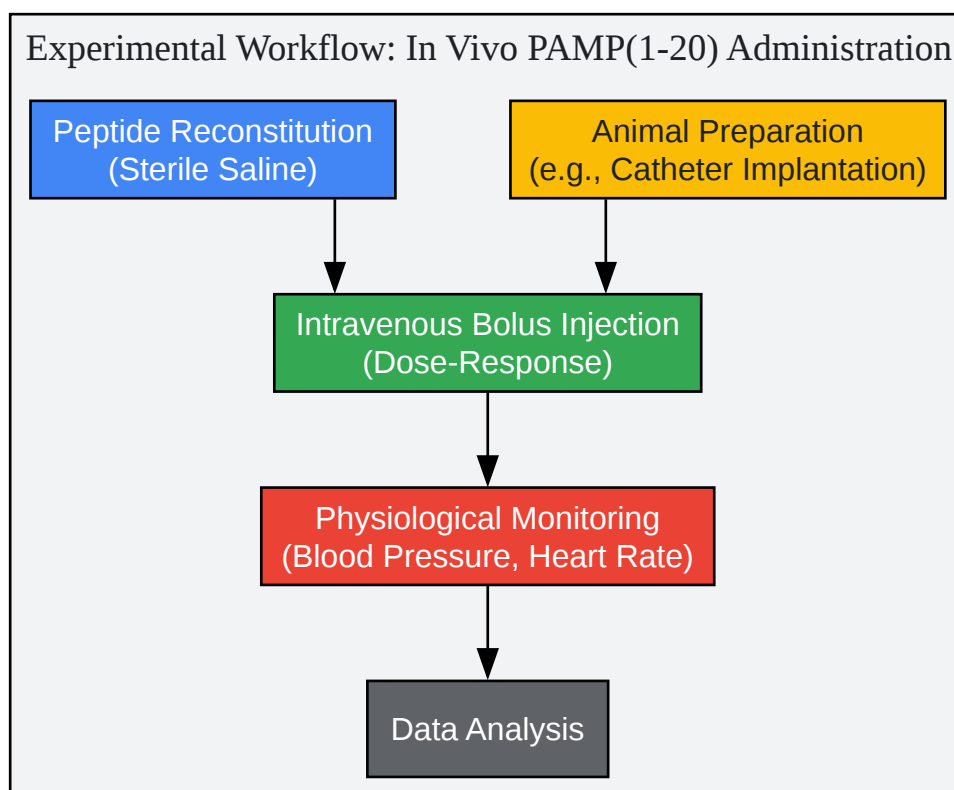 Experimental Workflow: In Vivo PAMP(1-20) Administration
Peptide Reconstitution
(Sterile Saline)
Animal Preparation
(e.g., Catheter Implantation)
Intravenous Bolus Injection
(Dose-Response)
Physiological Monitoring
(Blood Pressure, Heart Rate)
Data Analysis